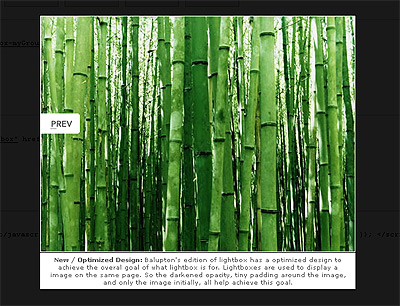 PREV
New / Optimized Design: Balupton's edition of lightbox has a optimized design to
achieve the overal goal of what lightbox is for. Lightboxes are used to display a
image on the same page. So the darkened opacity, tiny padding around the image,
and only the image initially, all help achieve this goal.